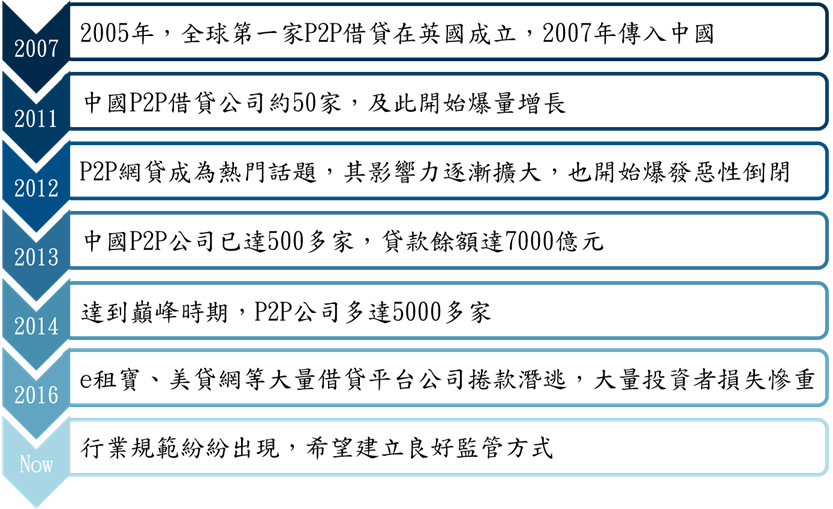 2007
2005年，全球第一家P2P借貸在英國成立，2007年傳入中國
2011
中國P2P借貸公司約50家，及此開始爆量增長
2012
P2P網貸成為熱門話題，其影響力逐漸擴大，也開始爆發惡性倒閉
2013
中國P2P公司已達500多家，貸款餘額達7000億元
2014
達到巔峰時期，P2P公司多達5000多家
2016
e租寶、美貸網等大量借貸平台公司捲款潛逃，大量投資者損失慘重
Now
行業規範紛紛出現，希望建立良好監管方式